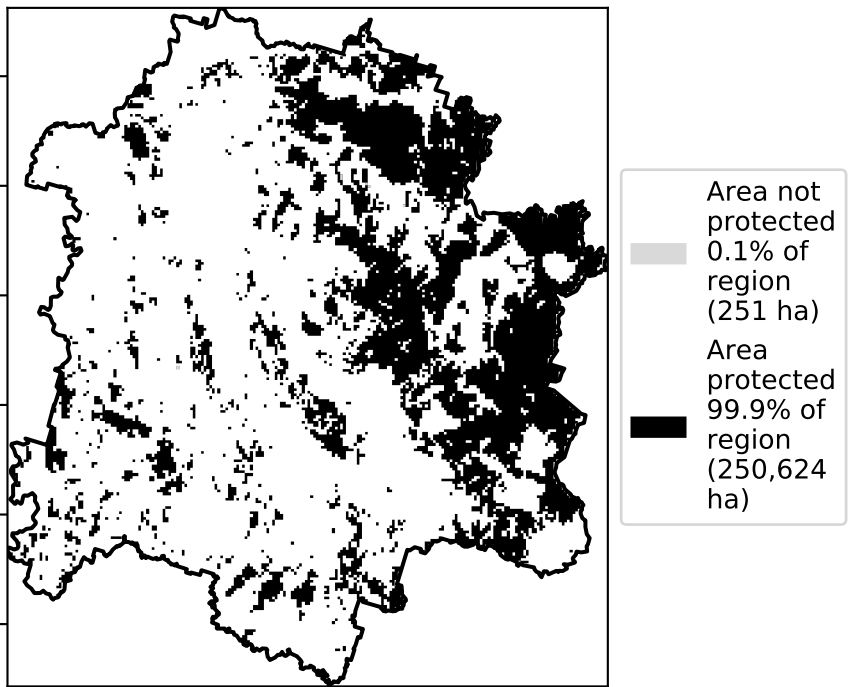 Area not
protected
0.1% of
region
(251 ha)
Area
protected
99.9% of
region
(250,624
ha)